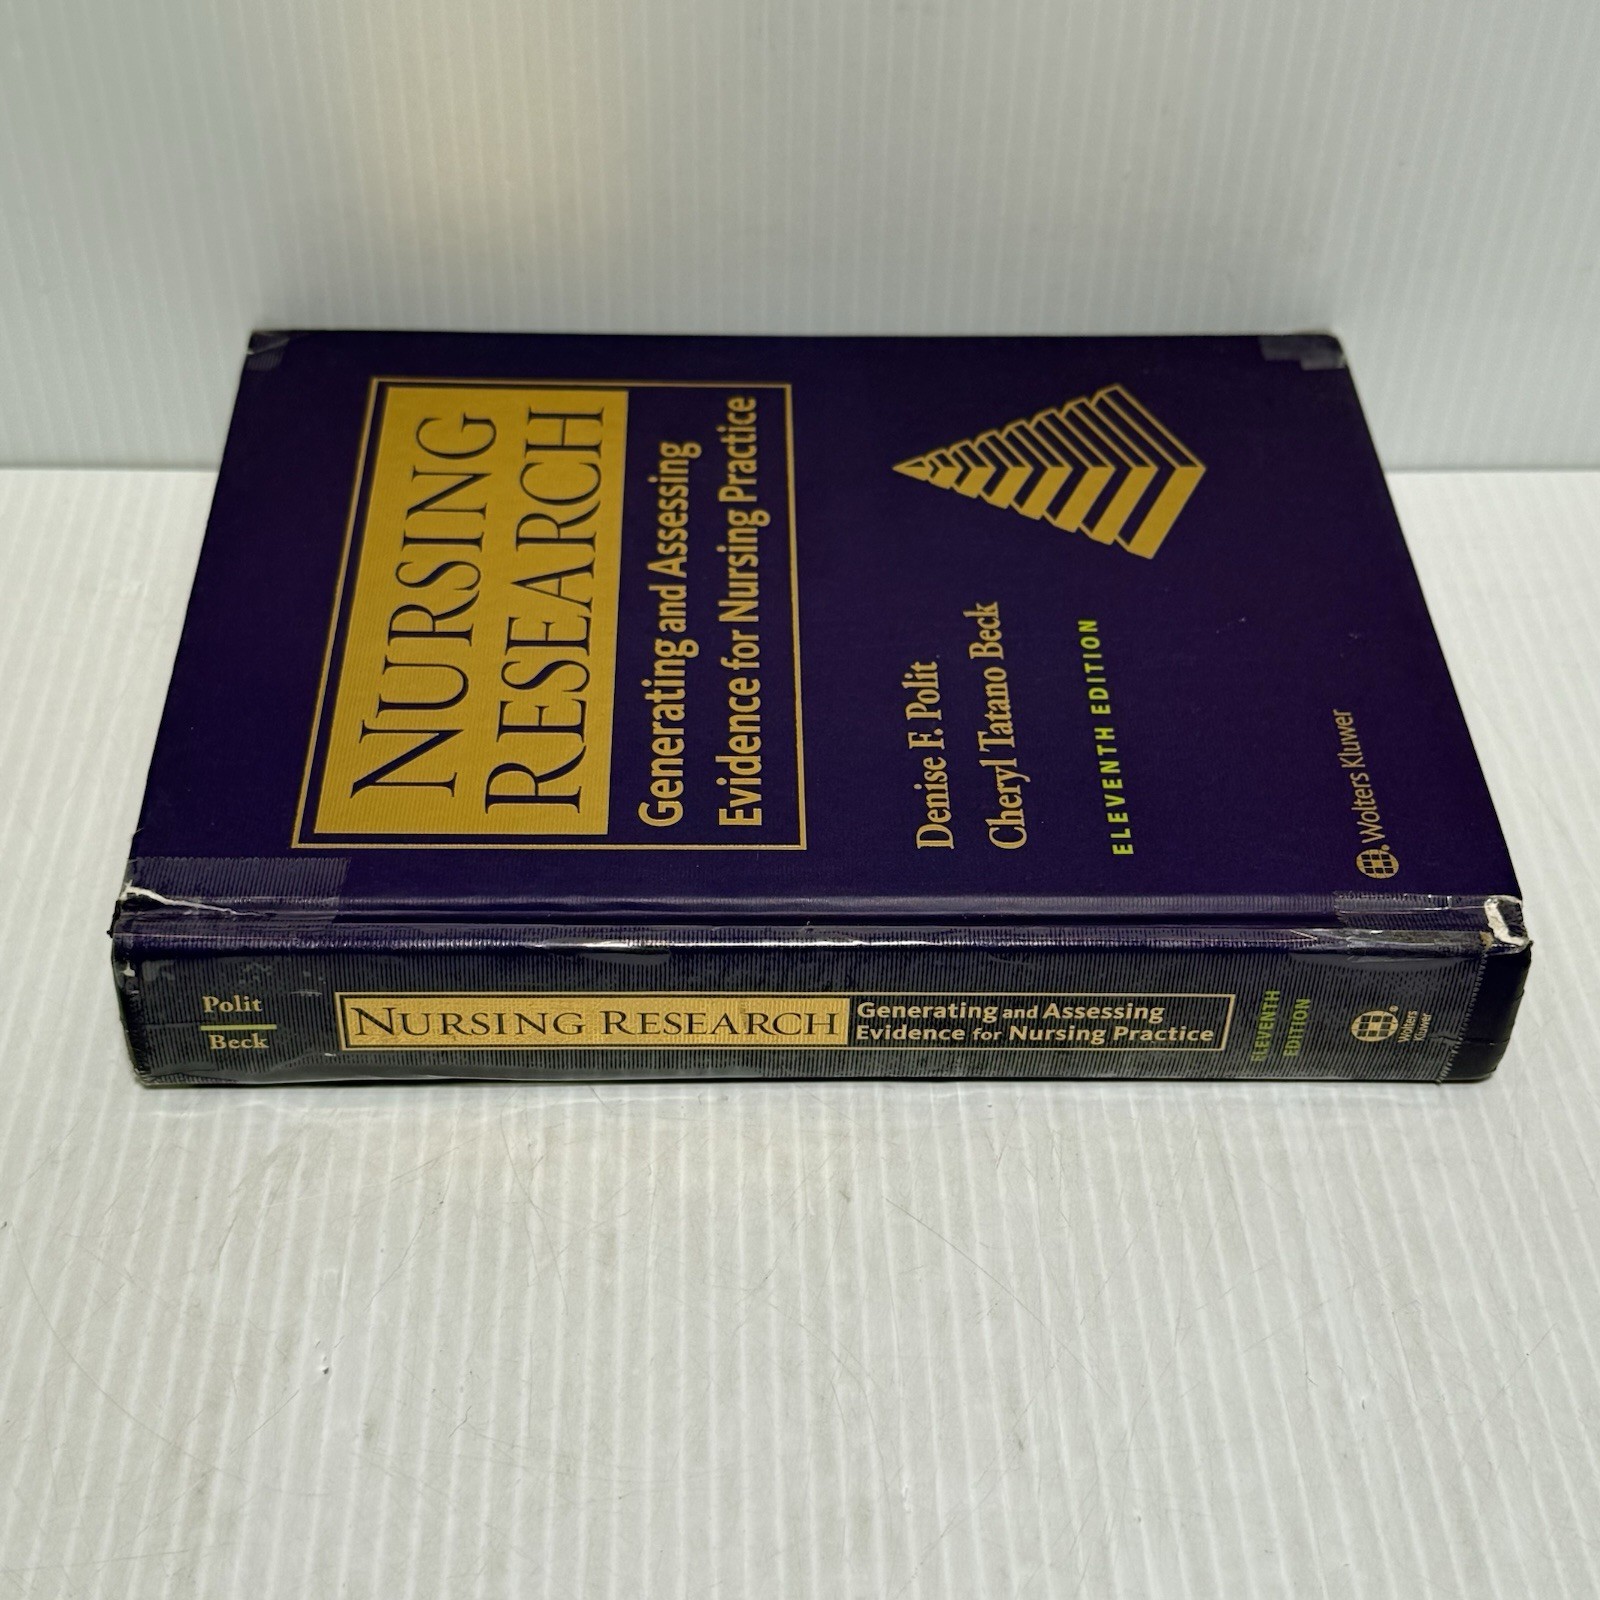 NURSING
RESEARCH
Generating and Assessing
Evidence for Nursing Practice
Denise F. Polit
Cheryl Tatano Beck
ELEVENTH EDITION
Wolters Kluwer
Polit
Beck
NURSING RESEARCH
Generating and Assessing
Evidence for Nursing Practice
ELEVENTH
EDITION
Wolters
Kluwer